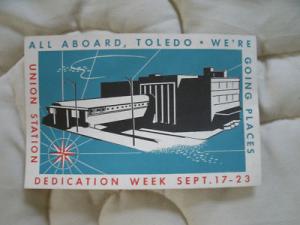 ALL ABOARD, TOLEDO • WE'RE
GOING PLACES
UNION STATION
DEDICATION WEEK SEPT. 17-23